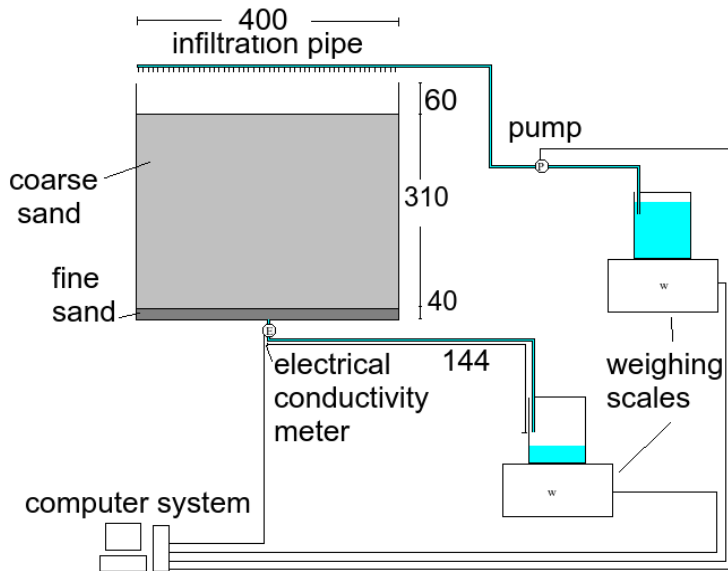 400
infiltration pipe
60
pump
P
coarse
sand
310
w
fine
sand
40
E
electrical
conductivity
meter
144
weighing
scales
w
computer system